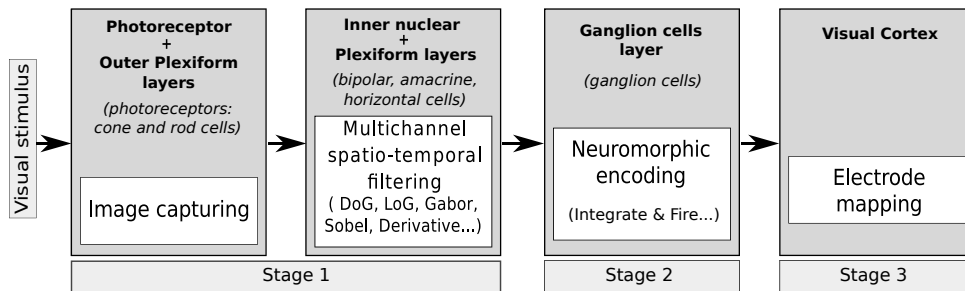 Visual stimulus
Photoreceptor
+
Outer Plexiform
layers
(photoreceptors:
cone and rod cells)
Image capturing
Inner nuclear
+
Plexiform layers
(bipolar, amacrine,
horizontal cells)
Multichannel
spatio-temporal
filtering
( DoG, LoG, Gabor,
Sobel, Derivative...)
Ganglion cells
layer
(ganglion cells)
Neuromorphic
encoding
(Integrate & Fire...)
Visual Cortex
Electrode
mapping
Stage 1
Stage 2
Stage 3